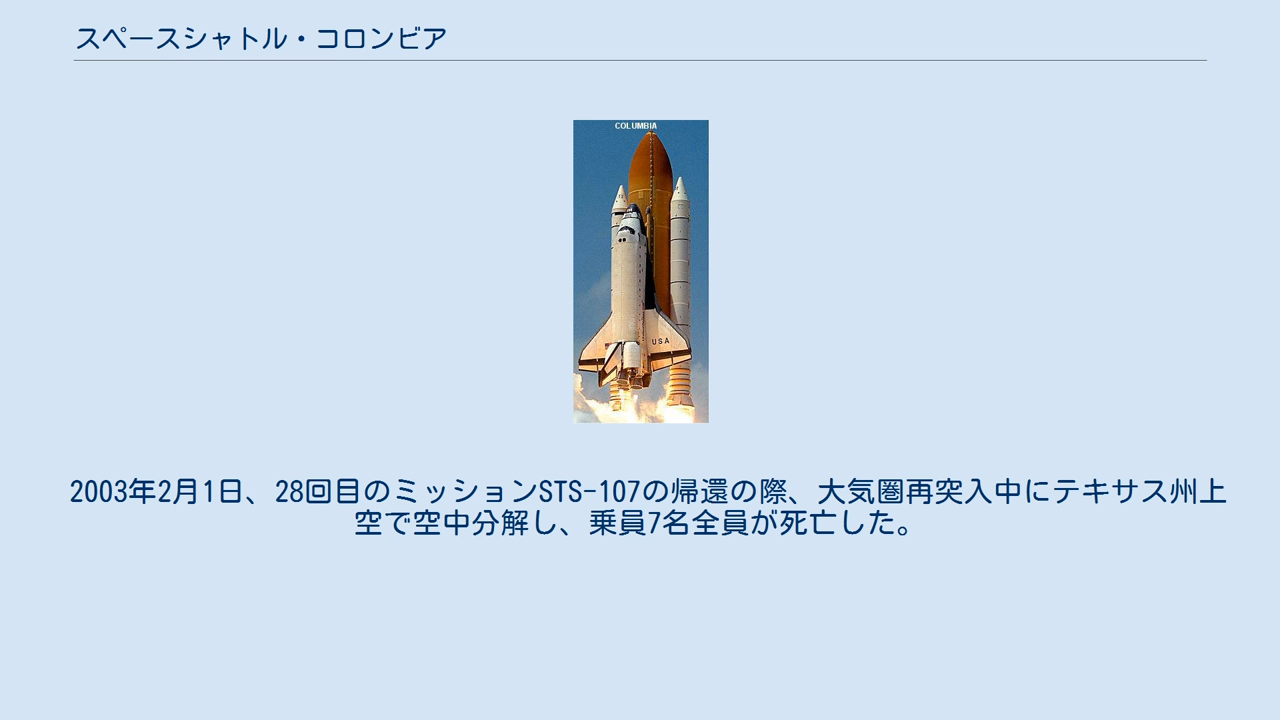 スペースシャトル・コロンビア
COLUMBIA
USA
2003年2月1日、28回目のミッションSTS-107の帰還の際、大気圏再突入中にテキサス州上
空で空中分解し、乗員7名全員が死亡した。